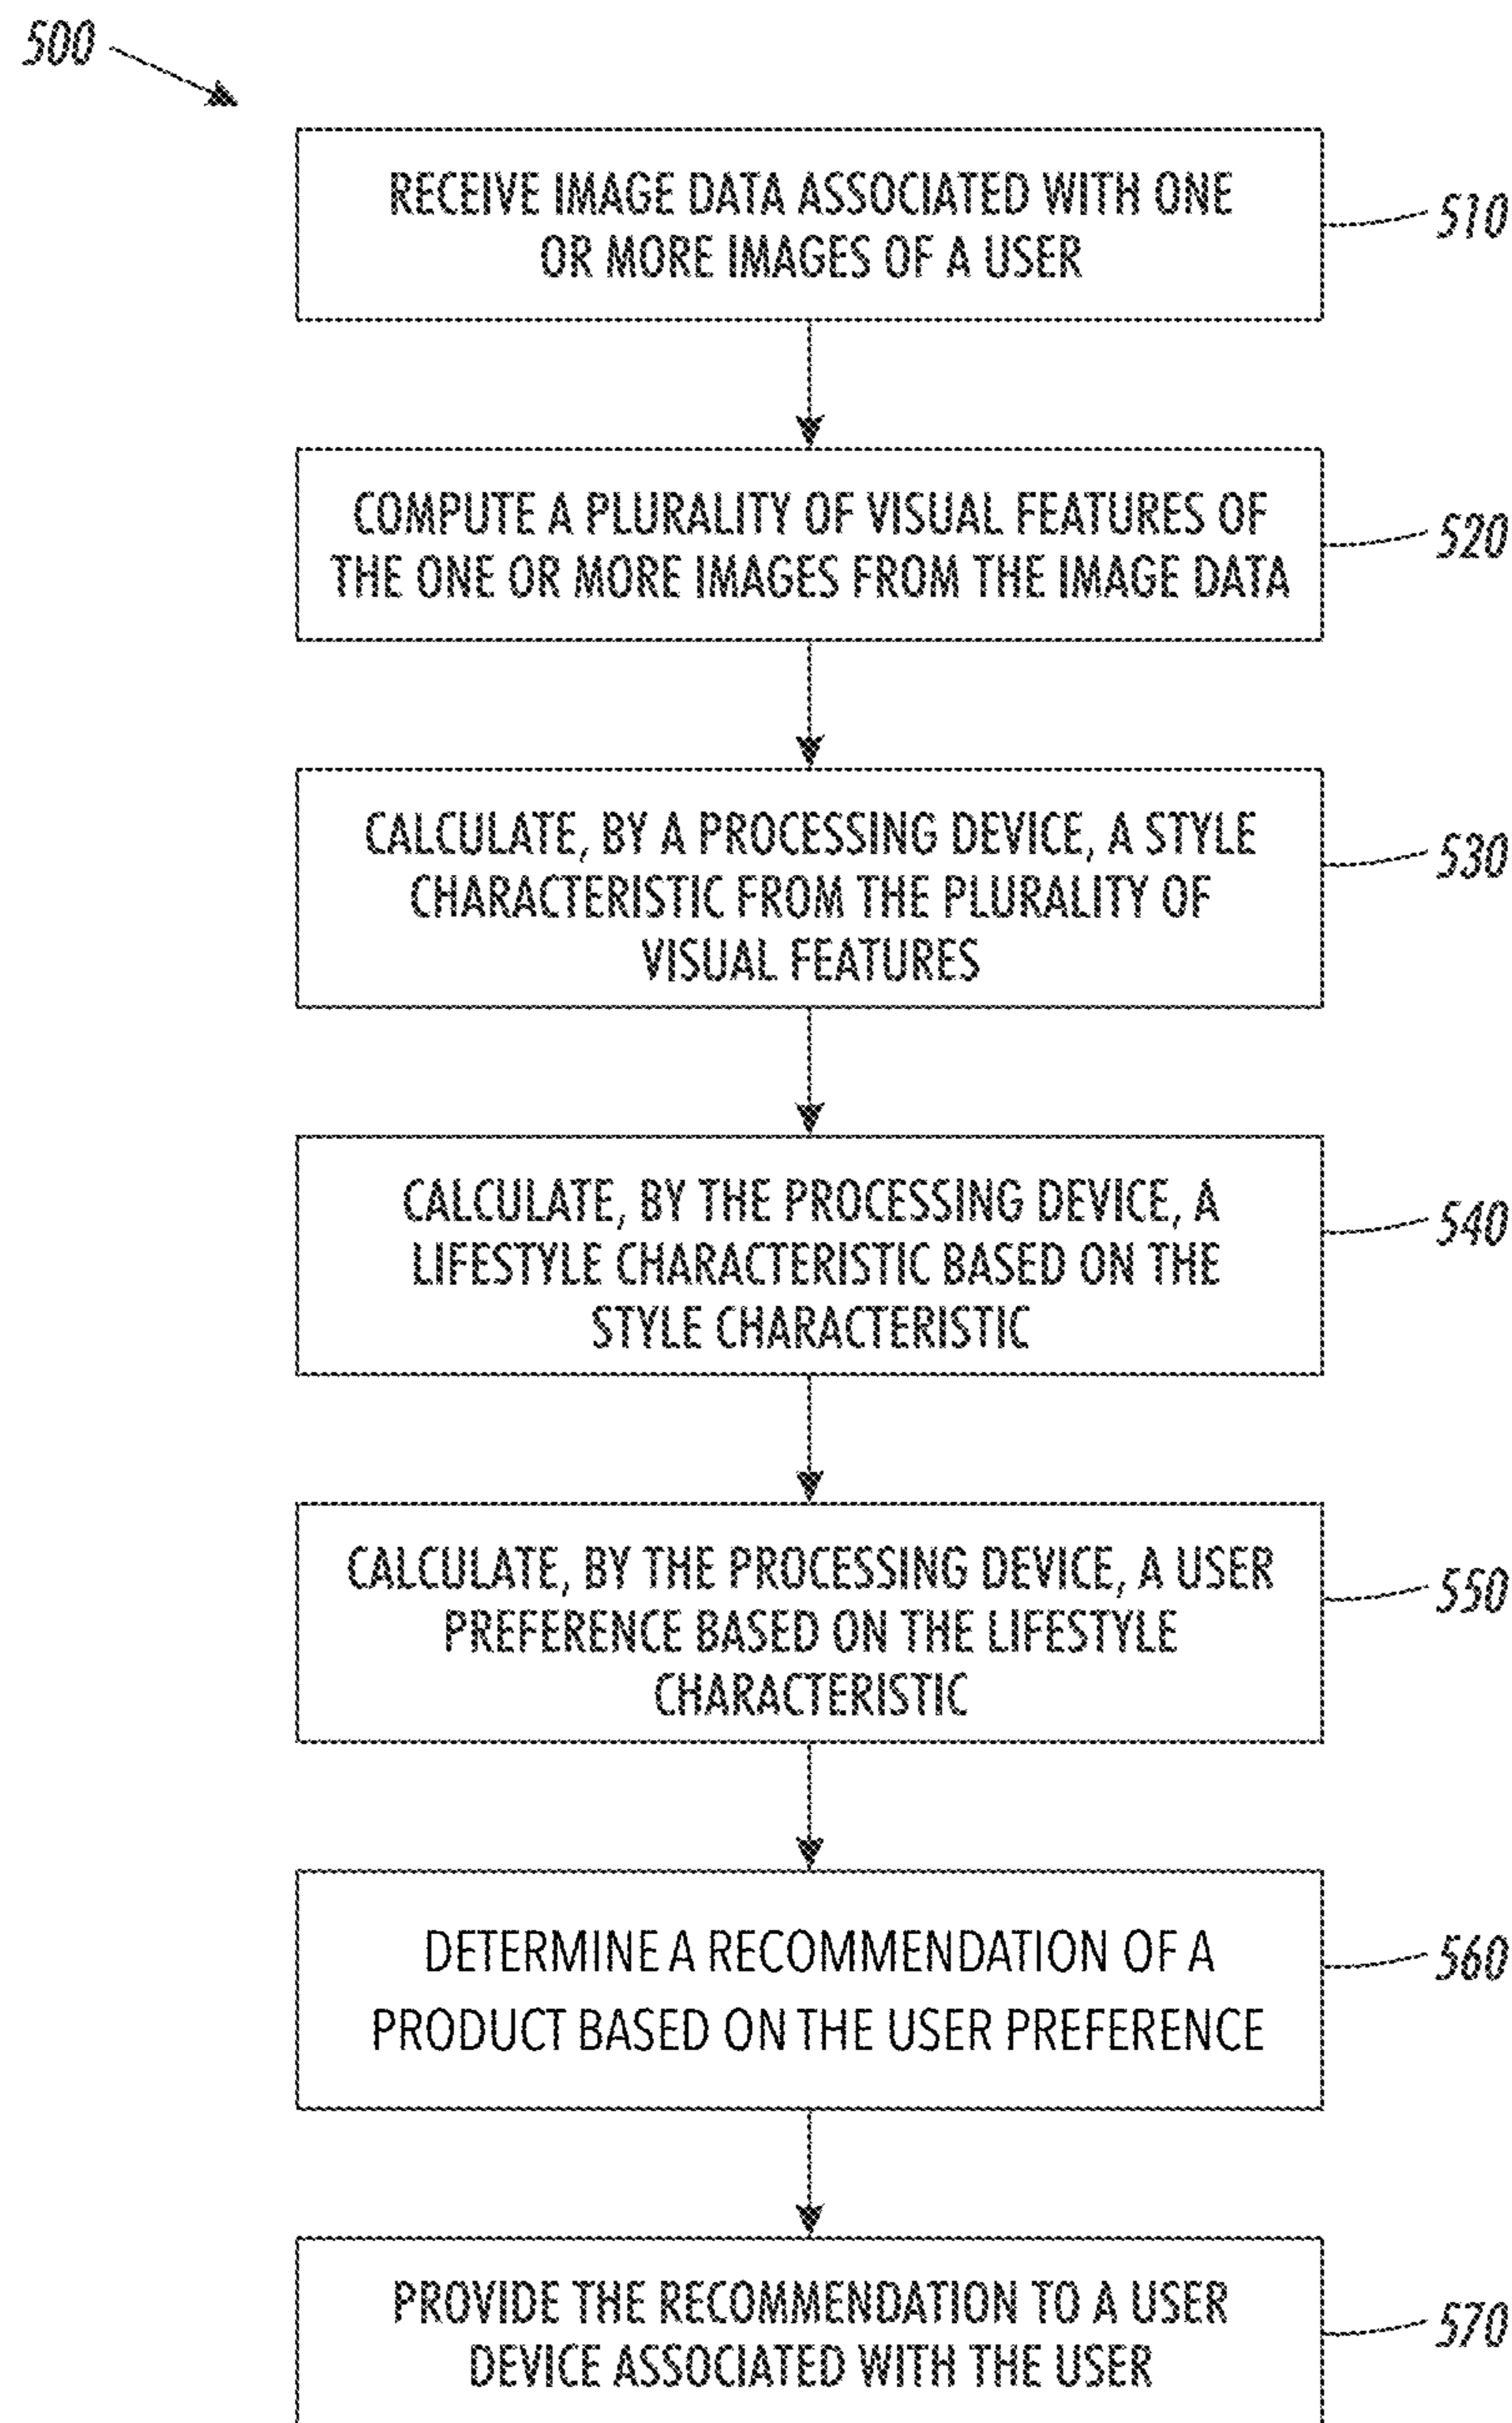 500
RECEIVE IMAGE DATA ASSOCIATED WITH ONE
OR MORE IMAGES OF A USER
510
COMPUTE A PLURALITY OF VISUAL FEATURES OF
THE ONE OR MORE IMAGES FROM THE IMAGE DATA
520
CALCULATE, BY A PROCESSING DEVICE, A STYLE
CHARACTERISTIC FROM THE PLURALITY OF
VISUAL FEATURES
530
CALCULATE, BY THE PROCESSING DEVICE, A
LIFESTYLE CHARACTERISTIC BASED ON THE
STYLE CHARACTERISTIC
540
CALCULATE, BY THE PROCESSING DEVICE, A USER
PREFERENCE BASED ON THE LIFESTYLE
CHARACTERISTIC
550
DETERMINE A RECOMMENDATION OF A
PRODUCT BASED ON THE USER PREFERENCE
560
PROVIDE THE RECOMMENDATION TO A USER
DEVICE ASSOCIATED WITH THE USER
570